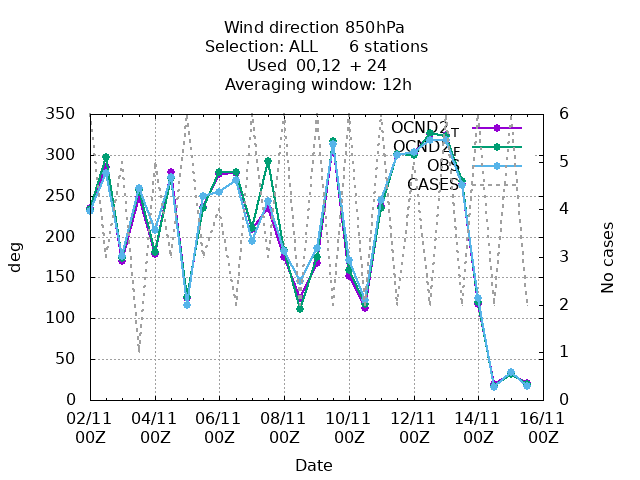 Wind direction 850hPa
Selection: ALL 6 stations
Used 00,12 + 24
Averaging window: 12h
350 6
OCND2T
300 5
OCND2F
OBS
CASES
250
200 4
150 3
100 2
50 1
0 0
deg
No cases
02/11 04/11 06/11 08/11 10/11 12/11 14/11 16/11
00Z 00Z 00Z 00Z 00Z 00Z 00Z 00Z
Date